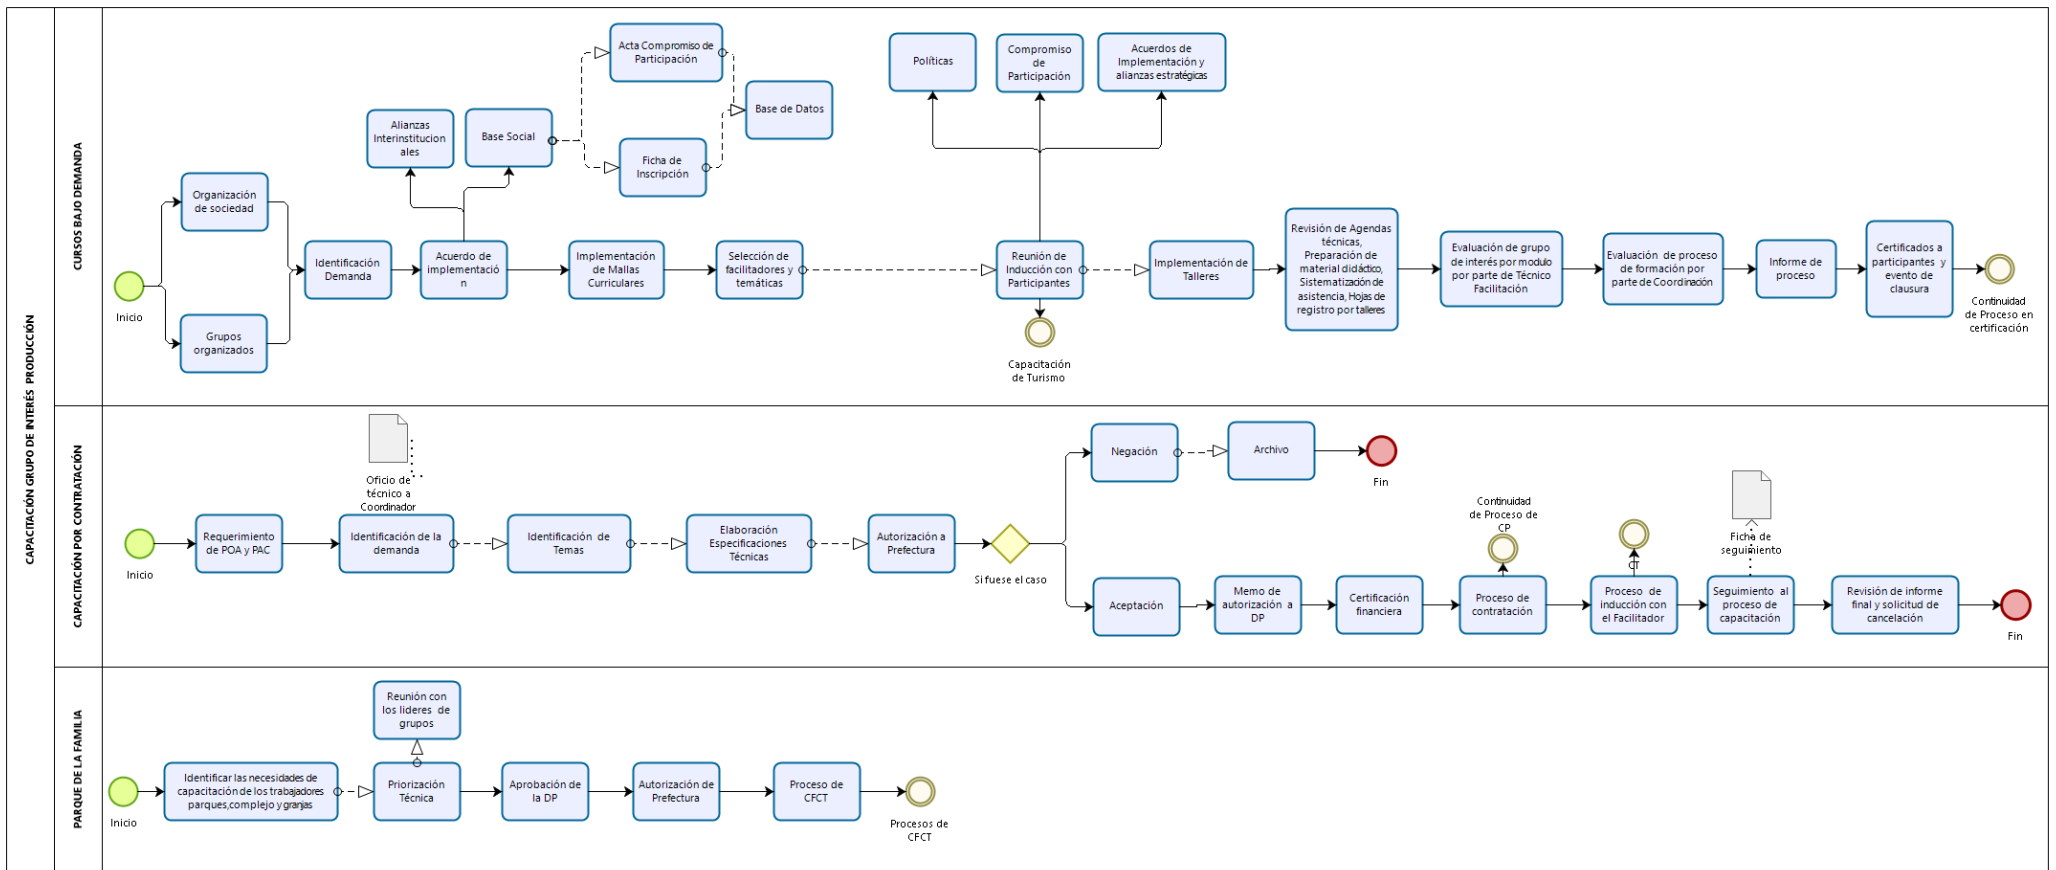 CAPACITACIÓN GRUPO DE INTERÉS PRODUCCIÓN
CURSOS BAJO DEMANDA
Inicio
Organización
de sociedad
Grupos
organizados
Identificación
Demanda
Alianzas
Interinstitucion
ales
Acuerdo de
implementació
n
Base Social
Acta Compromiso de
Participación
Ficha de
Inscripción
Base de Datos
Implementación
de Mallas
Curriculares
Selección de
facilitadores y
temáticas
Políticas
Compromiso
de
Participación
Acuerdos de
Implementación y
alianzas estratégicas
Reunión de
Inducción con
Participantes
Capacitación
de Turismo
Implementación de
Talleres
Revisión de Agendas
técnicas,
Preparación de
material didáctico,
Sistematización de
asistencia, Hojas de
registro por talleres
Evaluación de grupo
de interés por modulo
por parte de Técnico
Facilitación
Evaluación de proceso
de formación por
parte de Coordinación
Informe de
proceso
Certificados a
participantes y
evento de
clausura
Continuidad
de Proceso en
certificación
CAPACITACIÓN POR CONTRATACIÓN
Inicio
Requerimiento
de POA y PAC
Oficio de
técnico a
Coordinador
Identificación de la
demanda
Identificación de
Temas
Elaboración
Especificaciones
Técnicas
Autorización a
Prefectura
Si fuese el caso
Negación
Archivo
Fin
Aceptación
Memo de
autorización a
DP
Certificación
financiera
Continuidad
de Proceso de
CP
Proceso de
contratación
CT
Proceso de
inducción con
el Facilitador
Ficha de
seguimiento
Seguimiento al
proceso de
capacitación
Revisión de informe
final y solicitud de
cancelación
Fin
PARQUE DE LA FAMILIA
Inicio
Identificar las necesidades de
capacitación de los trabajadores
parques,complejo y granjas
Reunión con
los lideres de
grupos
Priorización
Técnica
Aprobación de
la DP
Autorización de
Prefectura
Proceso de
CFCT
Procesos de
CFCT